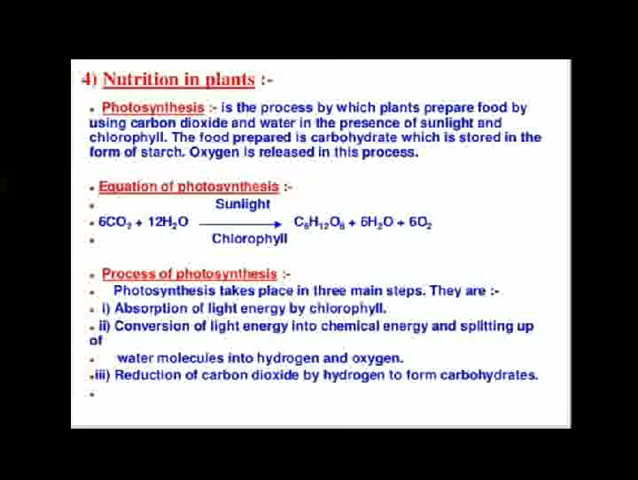 4) Nutrition in plants :-
• Photosynthesis :- is the process by which plants prepare food by
using carbon dioxide and water in the presence of sunlight and
chlorophyll. The food prepared is carbohydrate which is stored in the
form of starch. Oxygen is released in this process.
• Equation of photosynthesis :-
• Sunlight
• 6CO₂ + 12H₂O ⟶ C₆H₁₂O₆ + 6H₂O + 6O₂
• Chlorophyll
• Process of photosynthesis :-
• Photosynthesis takes place in three main steps. They are :-
• i) Absorption of light energy by chlorophyll.
• ii) Conversion of light energy into chemical energy and splitting up
of
• water molecules into hydrogen and oxygen.
• iii) Reduction of carbon dioxide by hydrogen to form carbohydrates.
•